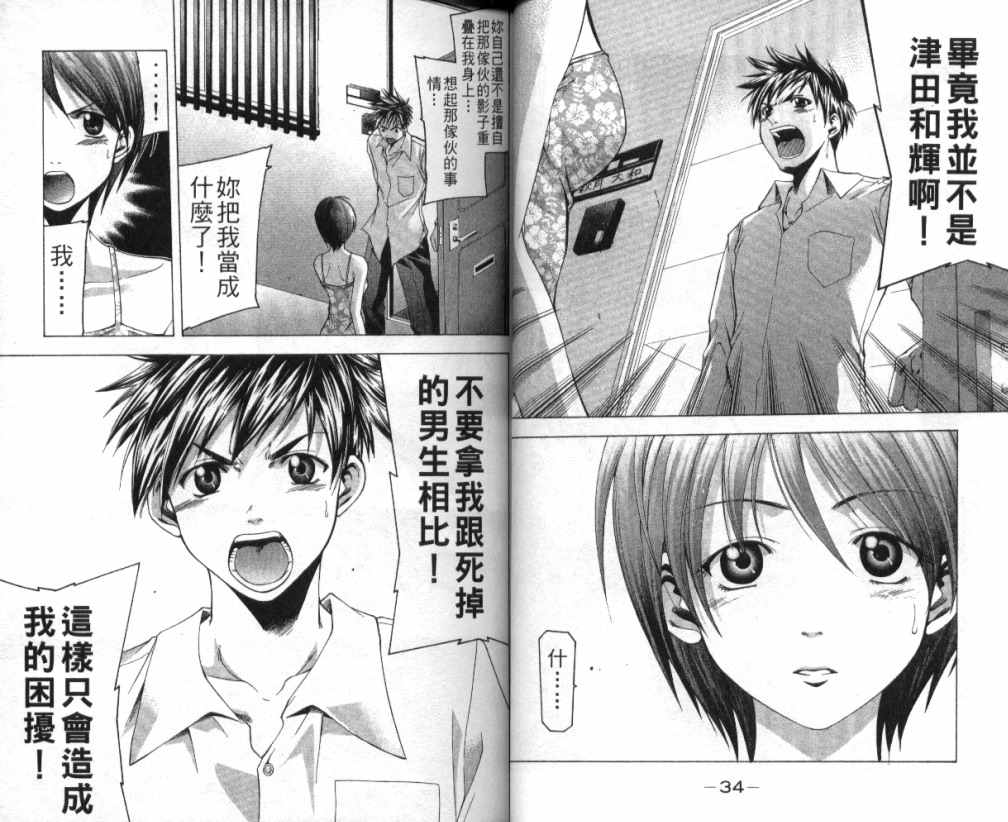 畢竟我並不是
津田和輝啊！
大和
什……
－34－
妳自己還不是擅自
把那傢伙的影子重
疊在我身上…
想起那傢伙的事
情…
妳把我當成
什麼了！
……！
我……
不要拿我跟死掉
的男生相比！
這樣只會造成
我的困擾！